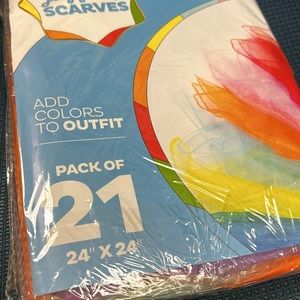 SCARVES
ADD
COLORS
TO OUTFIT
PACK OF
21
24" X 24"